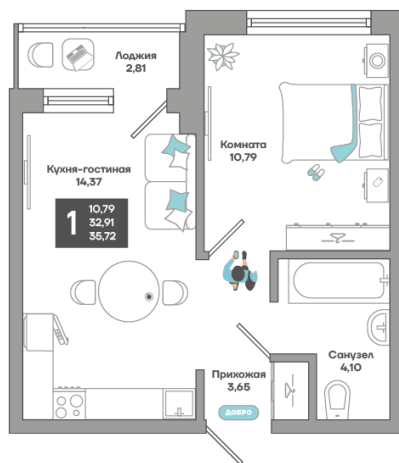 Лоджия
2,81
Комната
10,79
Кухня-гостиная
14,37
1
10,79
32,91
35,72
Прихожая
3,65
ДОБРО
Санузел
4,10